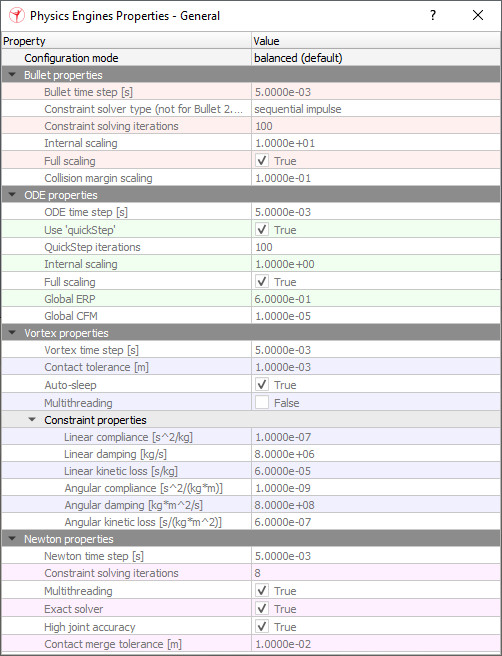 Physics Engines Properties - General
?
Property Value
Configuration mode balanced (default)
Bullet properties
Bullet time step [s] 5.0000e-03
Constraint solver type (not for Bullet 2.... sequential impulse
Constraint solving iterations 100
Internal scaling 1.0000e+01
Full scaling True
Collision margin scaling 1.0000e-01
ODE properties
ODE time step [s] 5.0000e-03
Use 'quickStep' True
QuickStep iterations 100
Internal scaling 1.0000e+00
Full scaling True
Global ERP 6.0000e-01
Global CFM 1.0000e-05
Vortex properties
Vortex time step [s] 5.0000e-03
Contact tolerance [m] 1.0000e-03
Auto-sleep True
Multithreading False
Constraint properties
Linear compliance [s^2/kg] 1.0000e-07
Linear damping [kg/s] 8.0000e+06
Linear kinetic loss [s/kg] 6.0000e-05
Angular compliance [s^2/(kg*m)] 1.0000e-09
Angular damping [kg*m^2/s] 8.0000e+08
Angular kinetic loss [s/(kg*m^2)] 6.0000e-07
Newton properties
Newton time step [s] 5.0000e-03
Constraint solving iterations 8
Multithreading True
Exact solver True
High joint accuracy True
Contact merge tolerance [m] 1.0000e-02